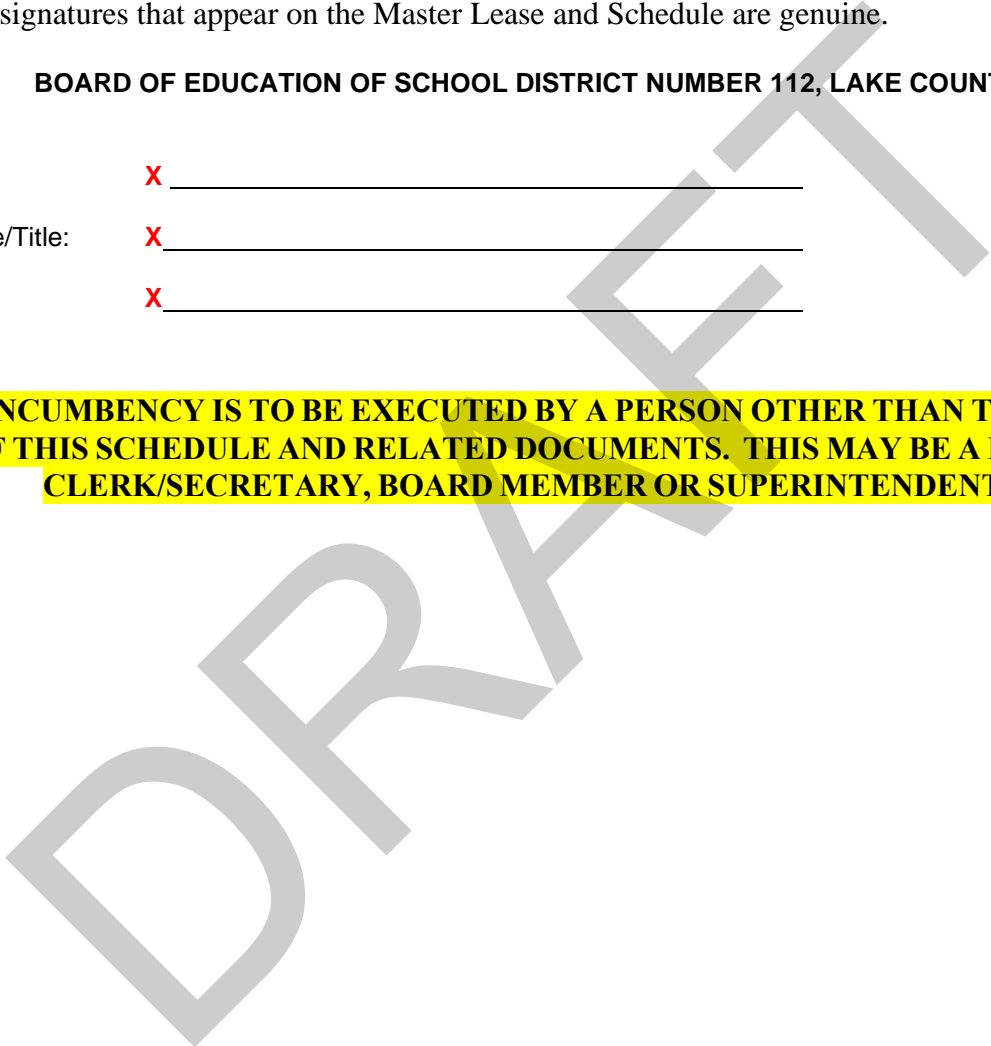 signatures that appear on the Master Lease and Schedule are genuine.
BOARD OF EDUCATION OF SCHOOL DISTRICT NUMBER 112, LAKE COUN
X
e/Title: X
X
NCUMBENCY IS TO BE EXECUTED BY A PERSON OTHER THAN T
F THIS SCHEDULE AND RELATED DOCUMENTS. THIS MAY BE A
CLERK/SECRETARY, BOARD MEMBER OR SUPERINTENDENT
DRAFT